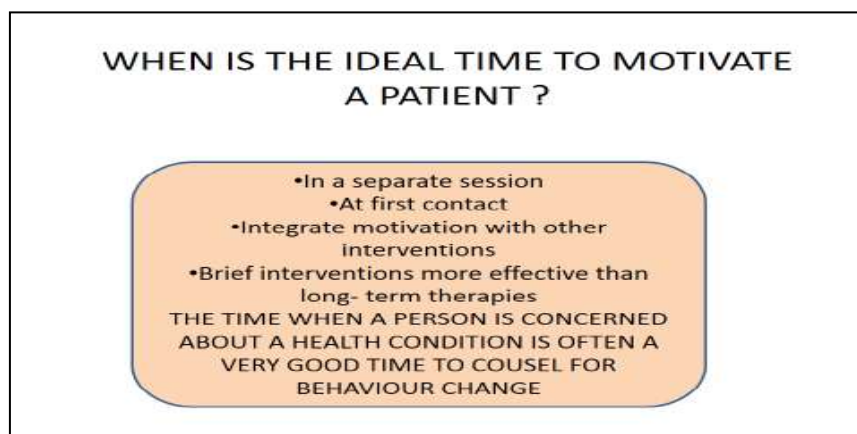 WHEN IS THE IDEAL TIME TO MOTIVATE
A PATIENT ?
•In a separate session
•At first contact
•Integrate motivation with other
interventions
•Brief interventions more effective than
long- term therapies
THE TIME WHEN A PERSON IS CONCERNED
ABOUT A HEALTH CONDITION IS OFTEN A
VERY GOOD TIME TO COUSEL FOR
BEHAVIOUR CHANGE